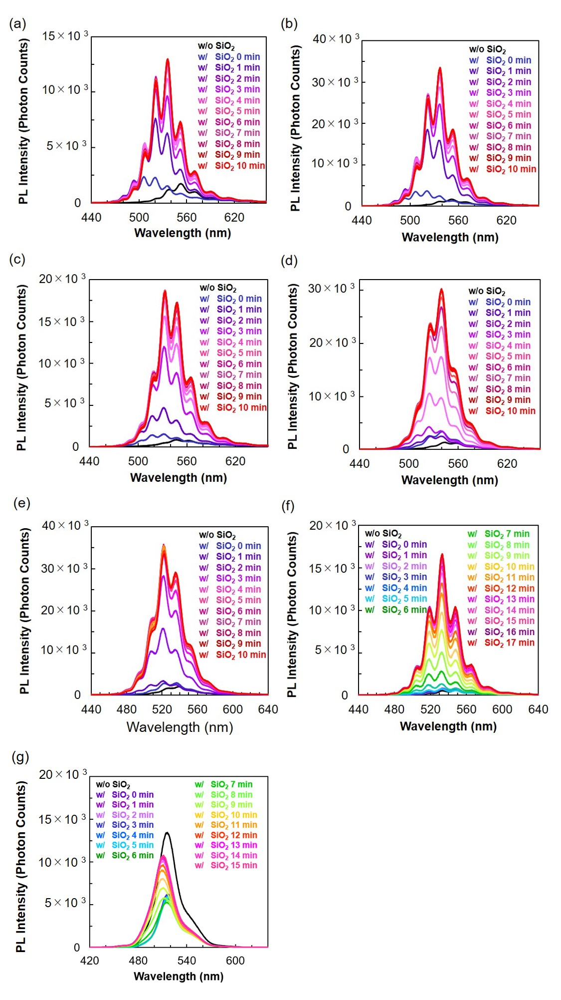 (a)
15×10 3
10×10 3
5×10 3
0
440 500 560 620
Wavelength (nm)
PL Intensity (Photon Counts)
w/o SiO2
w/ SiO2 0 min
w/ SiO2 1 min
w/ SiO2 2 min
w/ SiO2 3 min
w/ SiO2 4 min
w/ SiO2 5 min
w/ SiO2 6 min
w/ SiO2 7 min
w/ SiO2 8 min
w/ SiO2 9 min
w/ SiO2 10 min
(b)
40×10 3
30×10 3
20×10 3
10×10 3
0
440 500 560 620
Wavelength (nm)
PL Intensity (Photon Counts)
w/o SiO2
w/ SiO2 0 min
w/ SiO2 1 min
w/ SiO2 2 min
w/ SiO2 3 min
w/ SiO2 4 min
w/ SiO2 5 min
w/ SiO2 6 min
w/ SiO2 7 min
w/ SiO2 8 min
w/ SiO2 9 min
w/ SiO2 10 min
(c)
20×10 3
15×10 3
10×10 3
5×10 3
0
440 500 560 620
Wavelength (nm)
PL Intensity (Photon Counts)
w/o SiO2
w/ SiO2 0 min
w/ SiO2 1 min
w/ SiO2 2 min
w/ SiO2 3 min
w/ SiO2 4 min
w/ SiO2 5 min
w/ SiO2 6 min
w/ SiO2 7 min
w/ SiO2 8 min
w/ SiO2 9 min
w/ SiO2 10 min
(d)
30×10 3
20×10 3
10×10 3
0
440 500 560 620
Wavelength (nm)
PL Intensity (Photon Counts)
w/o SiO2
w/ SiO2 0 min
w/ SiO2 1 min
w/ SiO2 2 min
w/ SiO2 3 min
w/ SiO2 4 min
w/ SiO2 5 min
w/ SiO2 6 min
w/ SiO2 7 min
w/ SiO2 8 min
w/ SiO2 9 min
w/ SiO2 10 min
(e)
40×10 3
30×10 3
20×10 3
10×10 3
0
440 480 520 560 600 640
Wavelength (nm)
PL Intensity (Photon Counts)
w/o SiO2
w/ SiO2 0 min
w/ SiO2 1 min
w/ SiO2 2 min
w/ SiO2 3 min
w/ SiO2 4 min
w/ SiO2 5 min
w/ SiO2 6 min
w/ SiO2 7 min
w/ SiO2 8 min
w/ SiO2 9 min
w/ SiO2 10 min
(f)
20×10 3
15×10 3
10×10 3
5×10 3
0
440 480 520 560 600 640
Wavelength (nm)
PL Intensity (Photon Counts)
w/o SiO2
w/ SiO2 0 min
w/ SiO2 1 min
w/ SiO2 2 min
w/ SiO2 3 min
w/ SiO2 4 min
w/ SiO2 5 min
w/ SiO2 6 min
w/ SiO2 7 min
w/ SiO2 8 min
w/ SiO2 9 min
w/ SiO2 10 min
w/ SiO2 11 min
w/ SiO2 12 min
w/ SiO2 13 min
w/ SiO2 14 min
w/ SiO2 15 min
w/ SiO2 16 min
w/ SiO2 17 min
(g)
20×10 3
15×10 3
10×10 3
5×10 3
0
420 480 540 600
Wavelength (nm)
PL Intensity (Photon Counts)
w/o SiO2
w/ SiO2 0 min
w/ SiO2 1 min
w/ SiO2 2 min
w/ SiO2 3 min
w/ SiO2 4 min
w/ SiO2 5 min
w/ SiO2 6 min
w/ SiO2 7 min
w/ SiO2 8 min
w/ SiO2 9 min
w/ SiO2 10 min
w/ SiO2 11 min
w/ SiO2 12 min
w/ SiO2 13 min
w/ SiO2 14 min
w/ SiO2 15 min